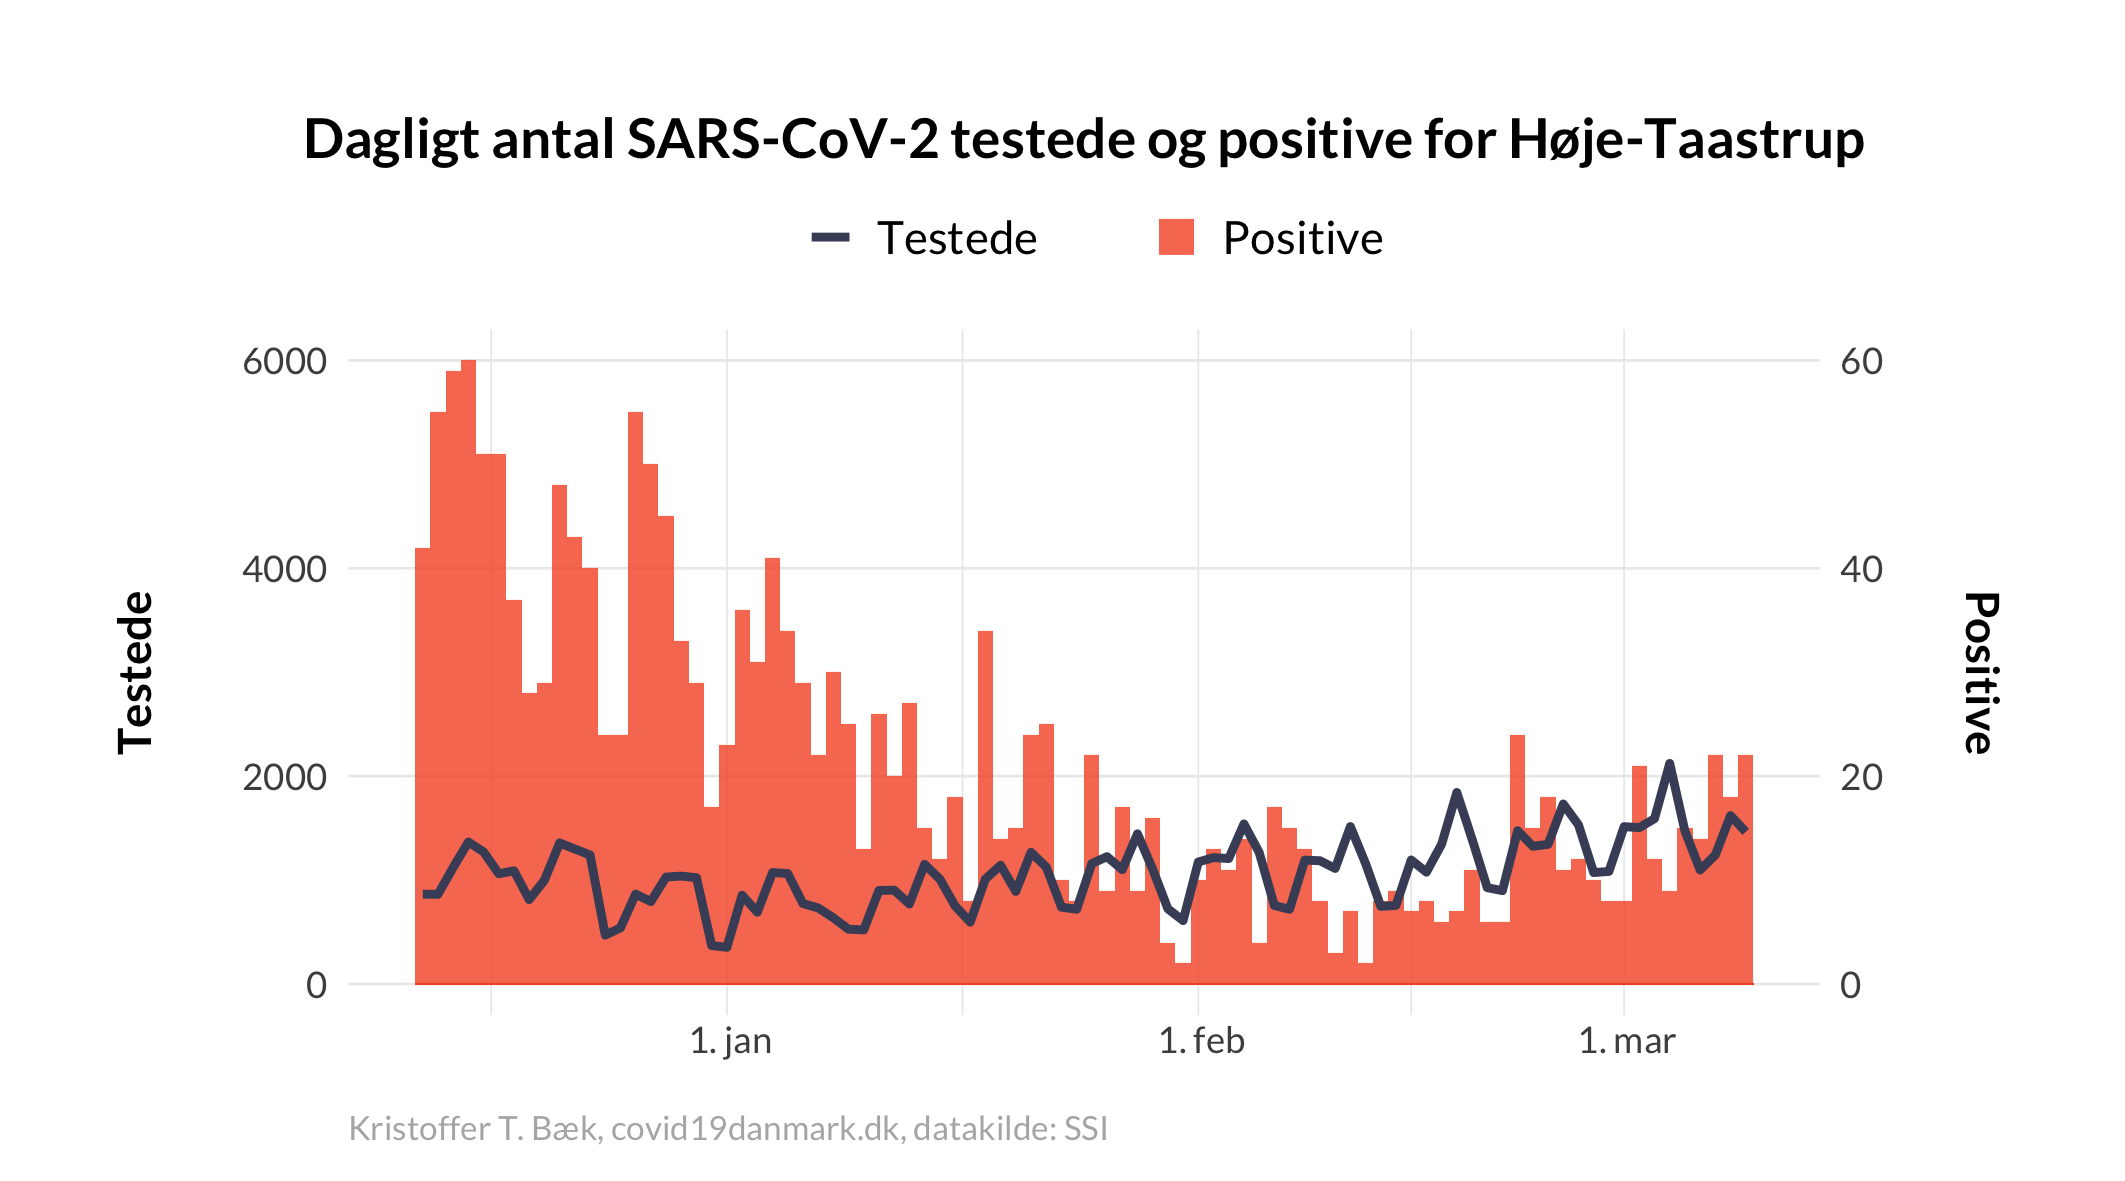 Dagligt antal SARS-CoV-2 testede og positive for Høje-Taastrup
Testede
Positive
6000
4000
2000
0
Testede
60
40
20
0
Positive
1. jan
1. feb
1. mar
Kristoffer T. Bæk, covid19danmark.dk, datakilde: SSI